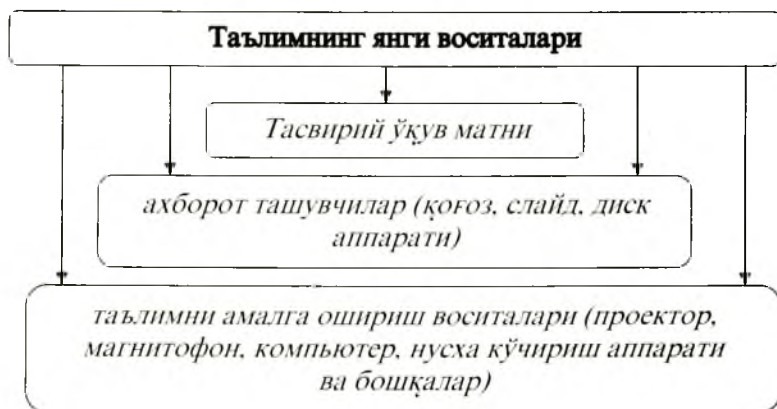 Таълимнинг янги воситалари
Тасвирий ўқув матни
ахборот ташувчилар (қоғоз, слайд, диск
аппарати)
таълимни амалга ошириш воситалари (проектор,
магнитофон, компьютер, нусха кўчириш аппарати
ва бошқалар)